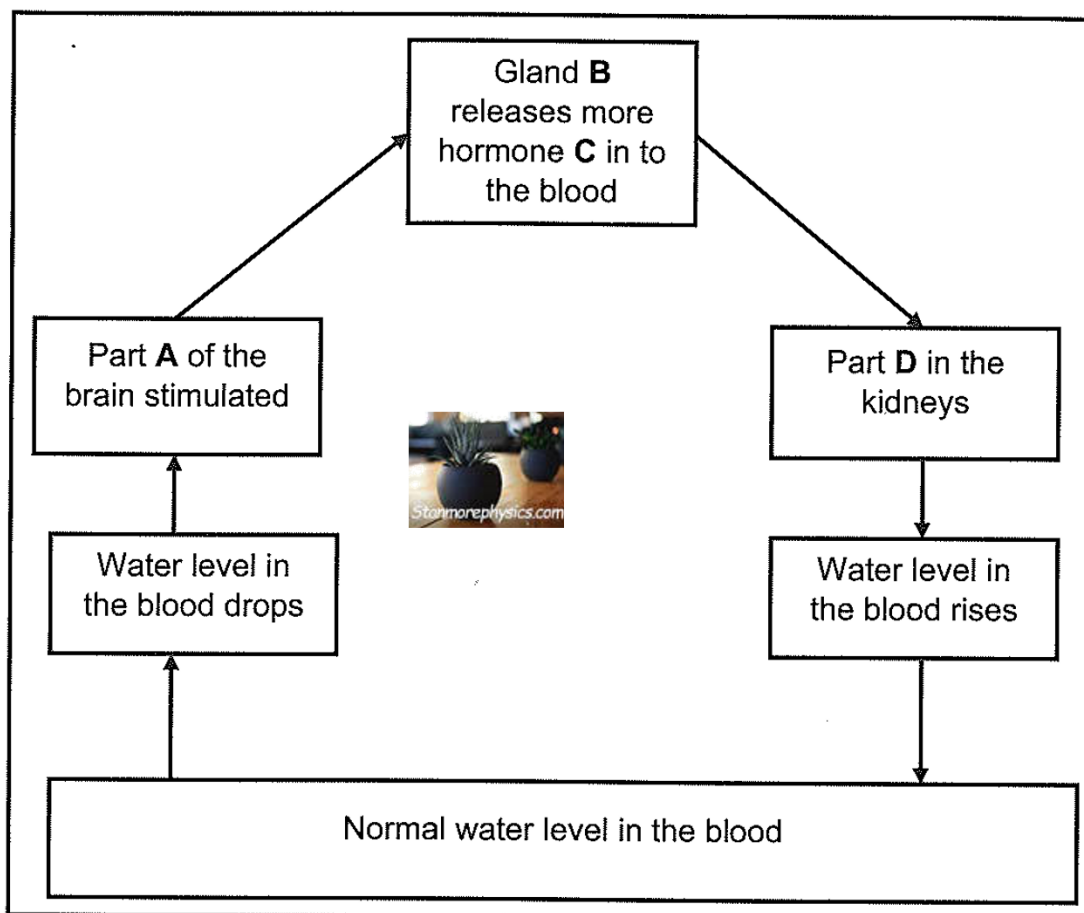 Gland B
releases more
hormone C in to
the blood
Part A of the
brain stimulated
Part D in the
kidneys
Stanmorephysics.com
Water level in
the blood drops
Water level in
the blood rises
Normal water level in the blood